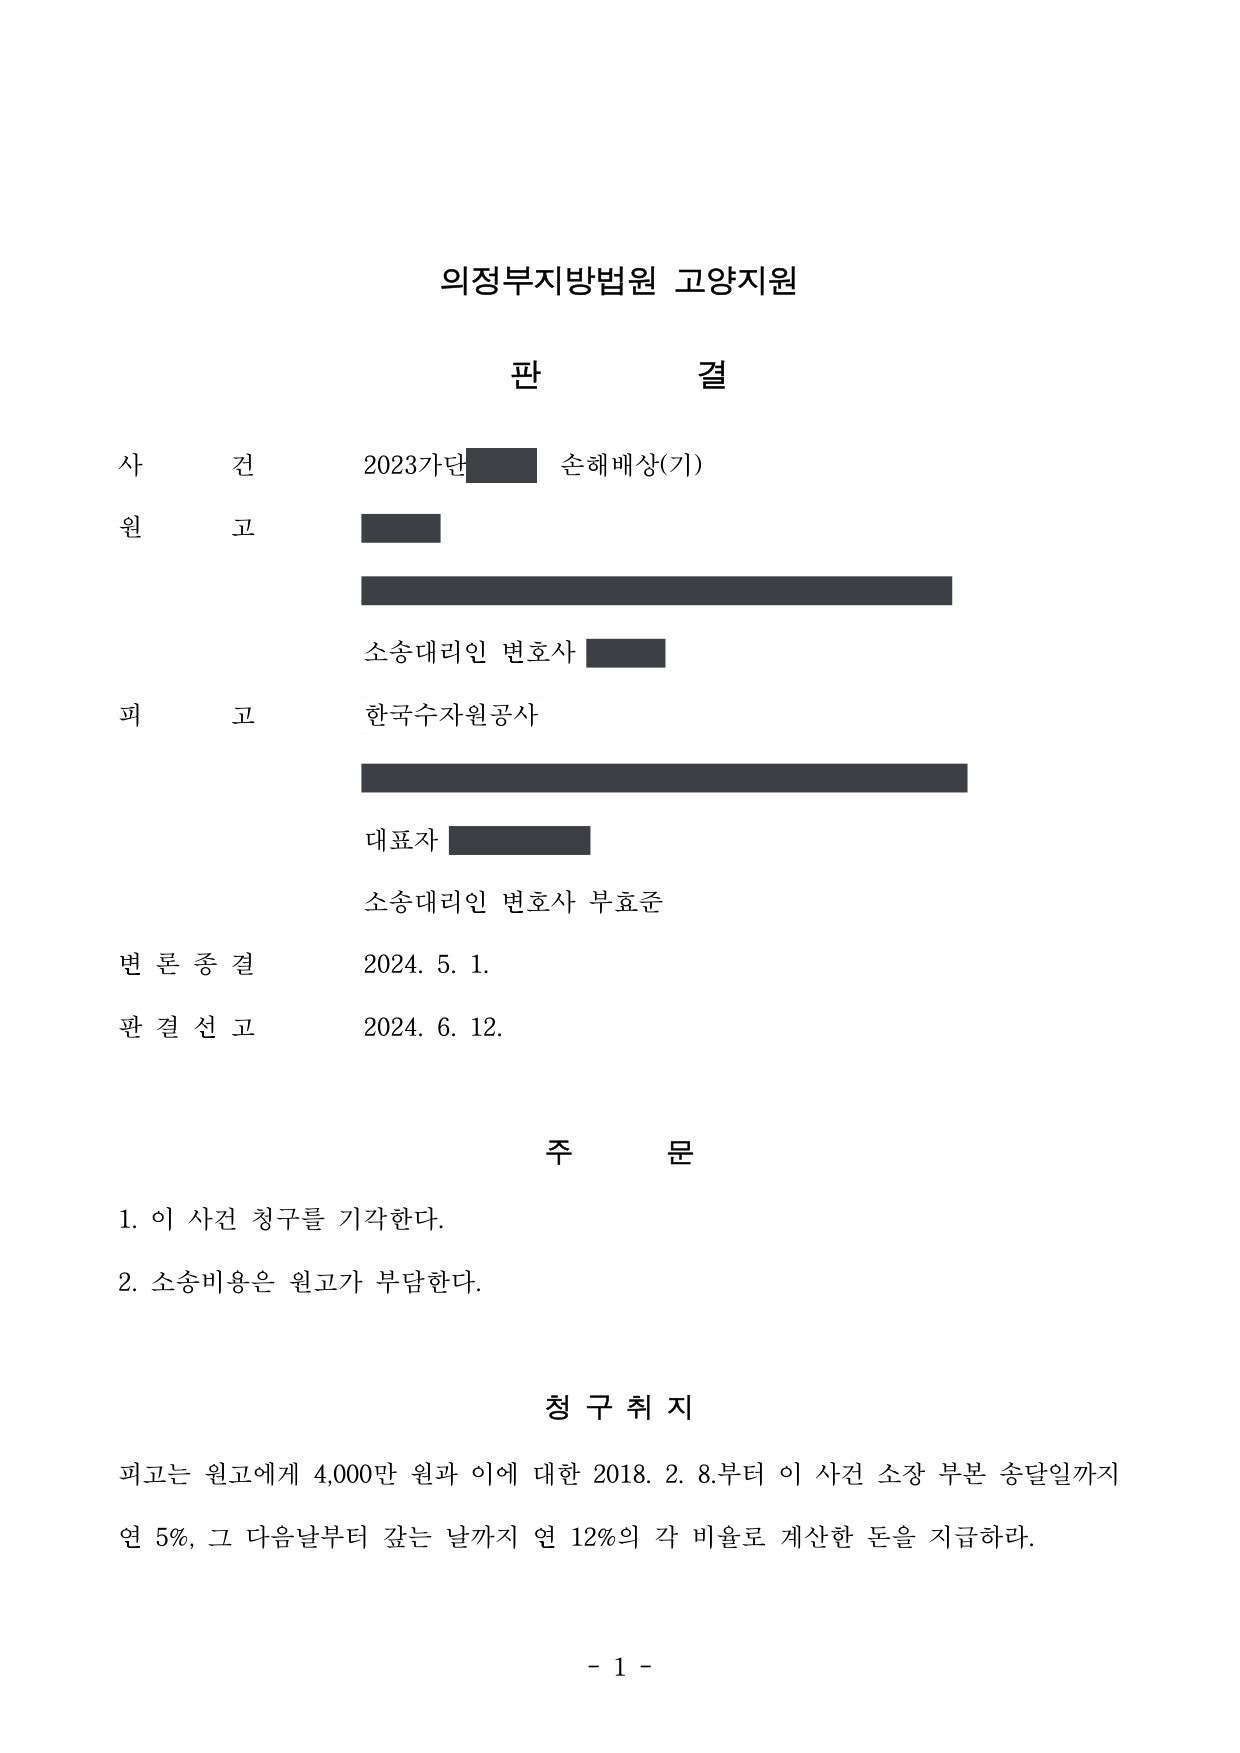 의정부지방법원 고양지원
판 결
사 건 2023가단 손해배상(기)
원 고
소송대리인 변호사
피 고 한국수자원공사
대표자
소송대리인 변호사 부효준
변 론 종 결 2024. 5. 1.
판 결 선 고 2024. 6. 12.
주 문
1. 이 사건 청구를 기각한다.
2. 소송비용은 원고가 부담한다.
청 구 취 지
피고는 원고에게 4,000만 원과 이에 대한 2018. 2. 8.부터 이 사건 소장 부본 송달일까지
연 5%, 그 다음날부터 갚는 날까지 연 12%의 각 비율로 계산한 돈을 지급하라.
- 1 -